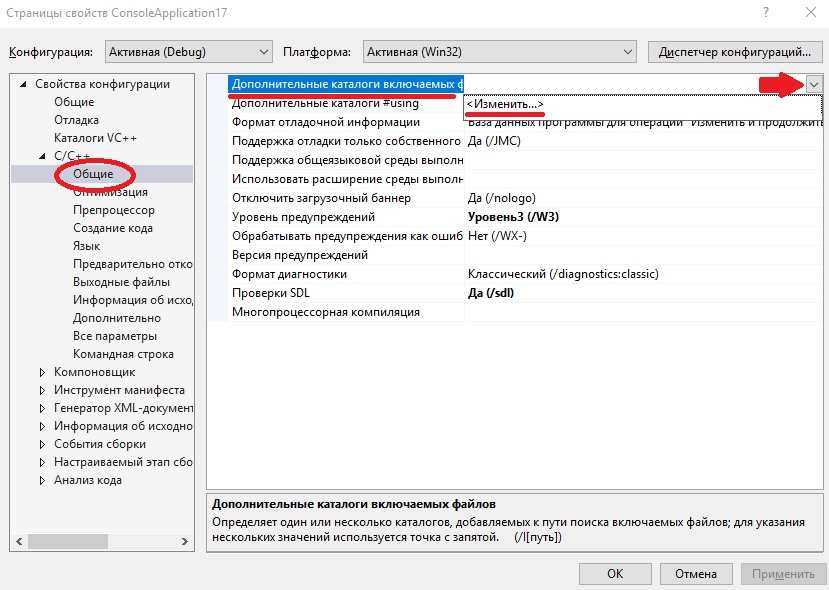 Страницы свойств ConsoleApplication17
Конфигурация: Активная (Debug) Платформа: Активная (Win32) Диспетчер конфигураций...
Свойства конфигурации
Общие
Отладка
Каталоги VC++
C/C++
Общие
Оптимизация
Препроцессор
Создание кода
Язык
Предварительно отко
Выходные файлы
Информация об исхо
Дополнительно
Все параметры
Командная строка
Компоновщик
Инструмент манифеста
Генератор XML-документ
Информация об исходно
События сборки
Настраиваемый этап сбо
Анализ кода
Дополнительные каталоги включаемых ф
Дополнительные каталоги #using <Изменить...>
Формат отладочной информации База данных программы для операции "Изменить и продолжить
Поддержка отладки только собственного Да (/JMC)
Поддержка общеязыковой среды выполн
Использовать расширение среды выполн
Отключить загрузочный баннер Да (/nologo)
Уровень предупреждений Уровень3 (/W3)
Обрабатывать предупреждения как ошиб Нет (/WX-)
Версия предупреждений
Формат диагностики Классический (/diagnostics:classic)
Проверки SDL Да (/sdl)
Многопроцессорная компиляция
Дополнительные каталоги включаемых файлов
Определяет один или несколько каталогов, добавляемых к пути поиска включаемых файлов; для указания
нескольких значений используется точка с запятой. (/I[путь])
ОК Отмена Применить